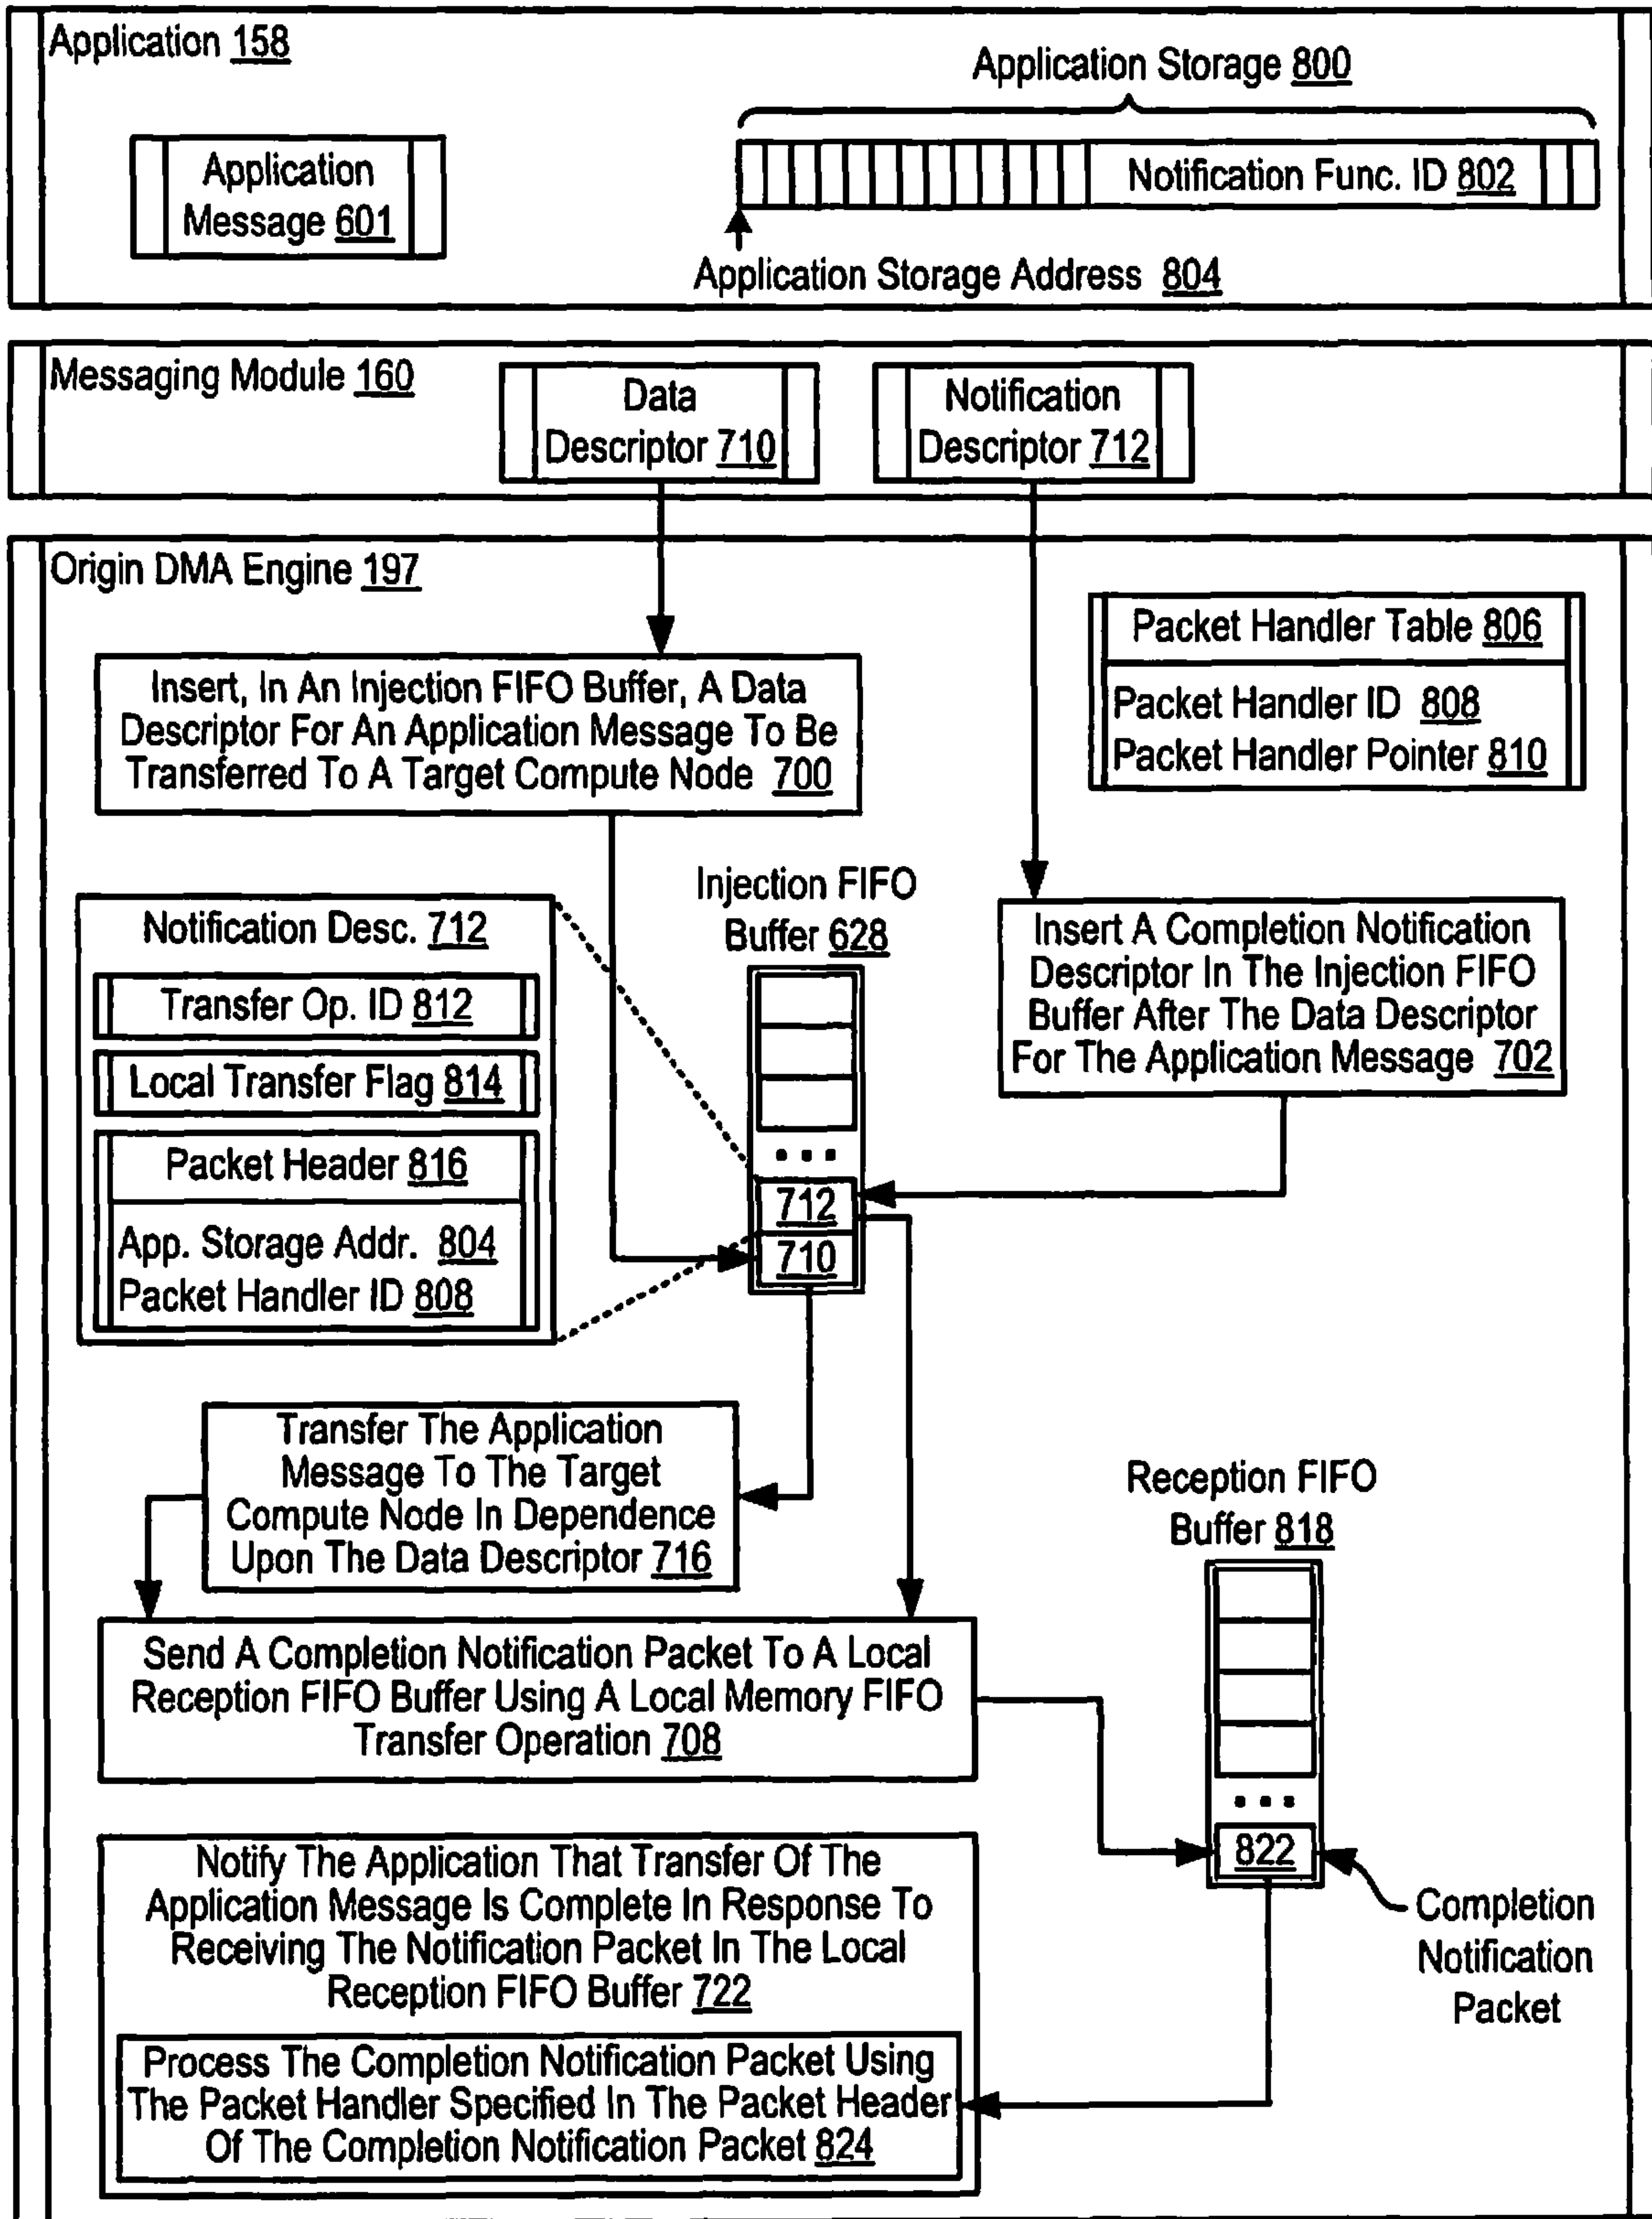 Application 158
Application Storage 800
Application
Message 601
Notification Func. ID 802
Application Storage Address 804
Messaging Module 160
Data
Descriptor 710
Notification
Descriptor 712
Origin DMA Engine 197
Packet Handler Table 806
Packet Handler ID 808
Packet Handler Pointer 810
Insert, In An Injection FIFO Buffer, A Data
Descriptor For An Application Message To Be
Transferred To A Target Compute Node 700
Injection FIFO
Buffer 628
Insert A Completion Notification
Descriptor In The Injection FIFO
Buffer After The Data Descriptor
For The Application Message 702
Notification Desc. 712
Transfer Op. ID 812
Local Transfer Flag 814
Packet Header 816
App. Storage Addr. 804
Packet Handler ID 808
...
712
710
Transfer The Application
Message To The Target
Compute Node In Dependence
Upon The Data Descriptor 716
Reception FIFO
Buffer 818
Send A Completion Notification Packet To A Local
Reception FIFO Buffer Using A Local Memory FIFO
Transfer Operation 708
...
822
Completion
Notification
Packet
Notify The Application That Transfer Of The
Application Message Is Complete In Response To
Receiving The Notification Packet In The Local
Reception FIFO Buffer 722
Process The Completion Notification Packet Using
The Packet Handler Specified In The Packet Header
Of The Completion Notification Packet 824